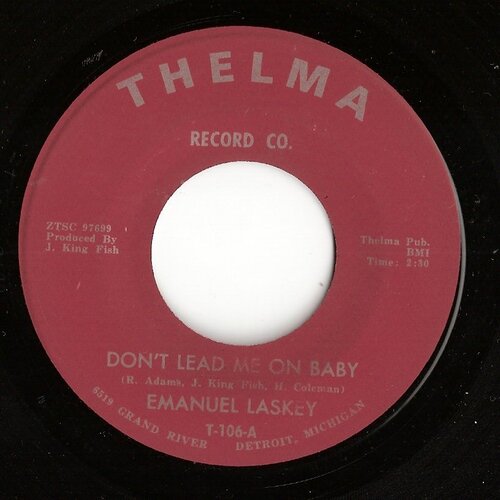 THELMA
RECORD CO.
ZTSC 97699
Produced By
J. King Fish
Thelma Pub.
BMI
Time: 2:30
DON'T LEAD ME ON BABY
(R. Adams, J. King Fish, H. Coleman)
EMANUEL LASKEY
T-106-A
6519 GRAND RIVER DETROIT, MICHIGAN